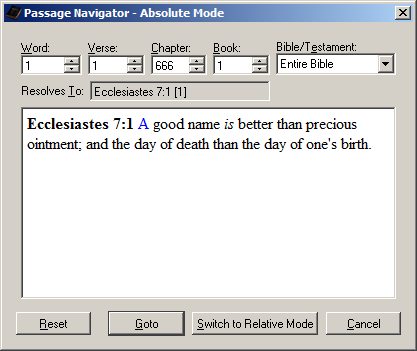 Passage Navigator - Absolute Mode
Word: Verse: Chapter: Book: Bible/Testament:
1 1 666 1 Entire Bible
Resolves To: Ecclesiastes 7:1 [1]
Ecclesiastes 7:1 A good name is better than precious
ointment; and the day of death than the day of one's birth.
Reset Goto Switch to Relative Mode Cancel